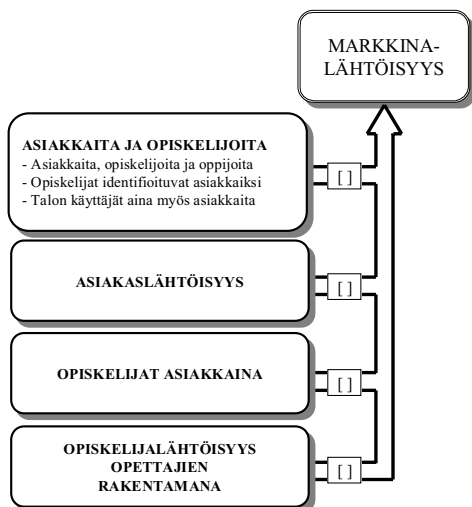 MARKKINA-
LÄHTÖISYYS
ASIAKKAITA JA OPISKELIJOITA
- Asiakkaita, opiskelijoita ja oppijoita
- Opiskelijat identifioituvat asiakkaiksi
- Talon käyttäjät aina myös asiakkaita
[ ]
ASIAKASLÄHTÖISYYS
[ ]
OPISKELIJAT ASIAKKAINA
[ ]
OPISKELIJALÄHTÖISYYS
OPETTAJIEN
RAKENTAMANA
[ ]